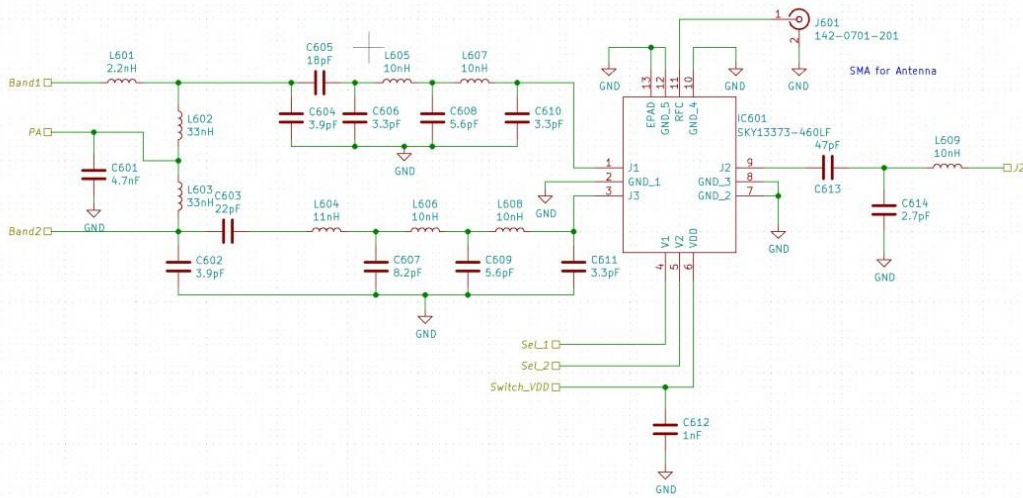 1
J601
142-0701-201
2
GND
SMA for Antenna
L601
2.2nH
Band1
C605
18pF
L605
10nH
L607
10nH
GND
GND
13
12
11
10
EPAD
GND_5
RFC
GND_4
IC601
SKY13373-460LF
L602
33nH
C604
3.9pF
C606
3.3pF
C608
5.6pF
C610
3.3pF
GND
PA
C601
4.7nF
GND
L603
33nH
1
J1
2
GND_1
3
J3
GND
J2
9
GND_3
8
GND_2
7
GND
47pF
C613
L609
10nH
J2
C614
2.7pF
GND
Band2
C603
22pF
L604
11nH
L606
10nH
L608
10nH
C602
3.9pF
C607
8.2pF
C609
5.6pF
C611
3.3pF
GND
V1
V2
VDD
4
5
6
Sel_1
Sel_2
Switch_VDD
C612
1nF
GND